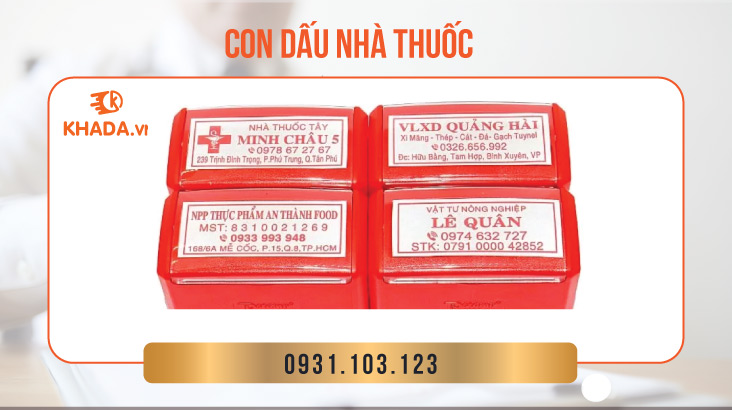 CON DẤU NHÀ THUỐC
KHADA.vn
NHÀ THUỐC TÂY
MINH CHÂU 5
0978 67 27 67
239 Trịnh Đình Trọng, P.Phú Trung, Q.Tân Phú
VLXD QUẢNG HẢI
Xi Măng - Thép - Cát - Đá- Gạch Tuynel
0326.656.992
Đc: Hữu Bằng, Tam Hợp, Bình Xuyên, VP
NPP THỰC PHẨM AN THÀNH FOOD
MST: 8310021269
0933 993 948
168/6A MỄ CỐC, P.15,Q.8,TP.HCM
VẬT TƯ NÔNG NGHIỆP
LÊ QUÂN
0974 632 727
STK: 0791 0000 42852
0931.103.123